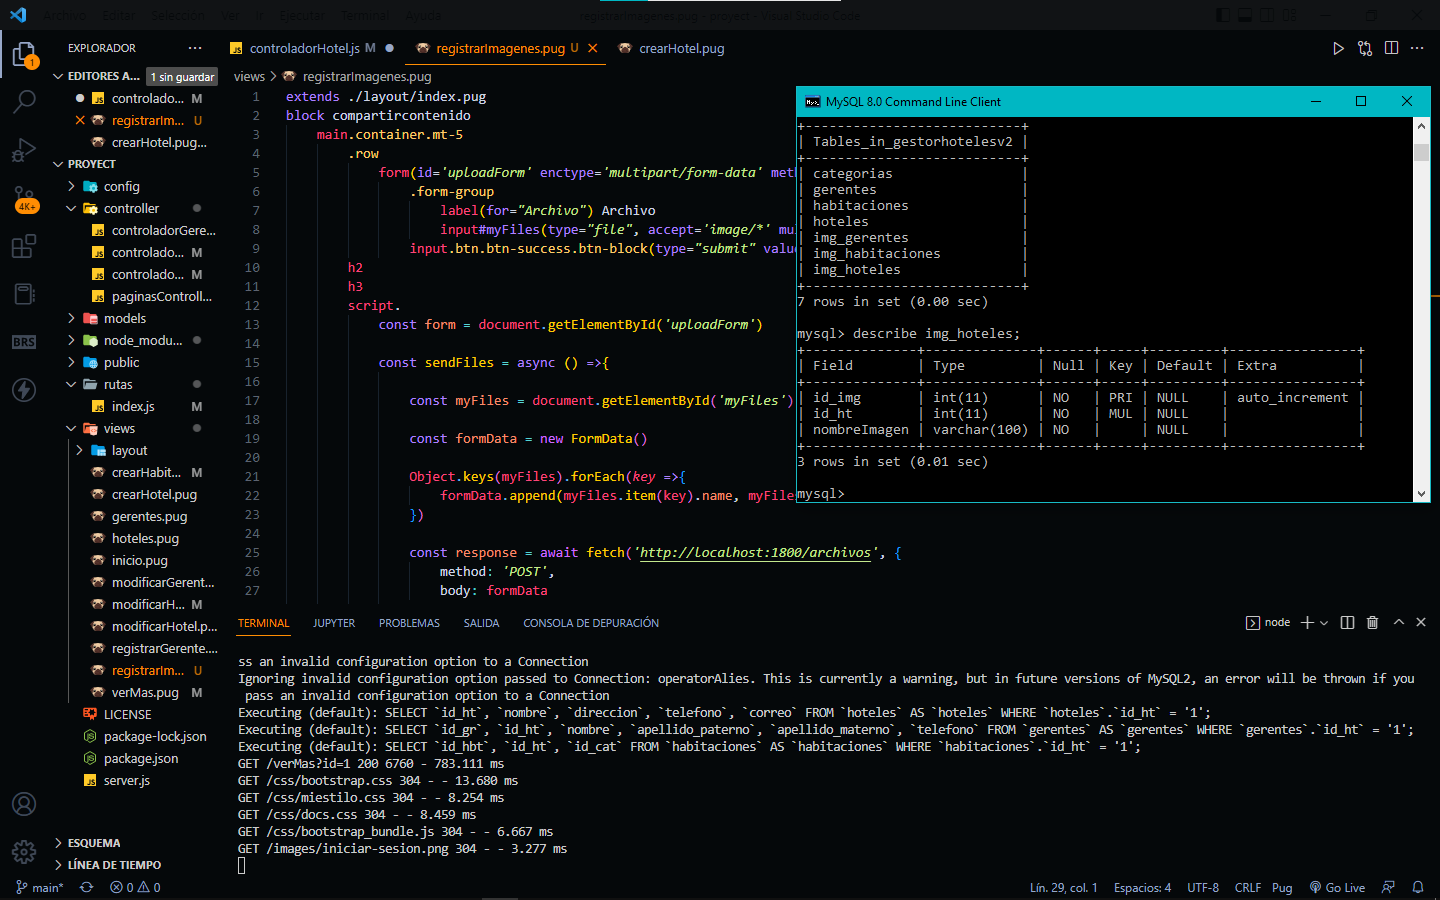 Archivo Editar Selección Ver Ir Ejecutar Terminal Ayuda
registrarImagenes.pug - proyect - Visual Studio Code
EXPLORADOR ···
EDITORES A... 1 sin guardar
controlado... M
registrarIm... U
crearHotel.pug...
PROYECT
config
controller
controladorGere...
controlado... M
controlado... M
paginasControll...
models
node_modu...
public
rutas
index.js M
views
layout
crearHabit... M
crearHotel.pug
gerentes.pug
hoteles.pug
inicio.pug
modificarGerent...
modificarH... M
modificarHotel.p...
registrarGerente....
registrarIm... U
verMas.pug M
LICENSE
package-lock.json
package.json
server.js
ESQUEMA
LÍNEA DE TIEMPO
1
4K+
BRS
controladorHotel.js M
registrarImagenes.pug U
crearHotel.pug
views > registrarImagenes.pug
1 extends ./layout/index.pug
2 block compartircontenido
3 main.container.mt-5
4 .row
5 form(id='uploadForm' enctype='multipart/form-data' meth
6 .form-group
7 label(for="Archivo") Archivo
8 input#myFiles(type="file", accept='image/*' mu
9 input.btn.btn-success.btn-block(type="submit" valu
10 h2
11 h3
12 script.
13 const form = document.getElementById('uploadForm')
14
15 const sendFiles = async () =>{
16
17 const myFiles = document.getElementById('myFiles')
18
19 const formData = new FormData()
20
21 Object.keys(myFiles).forEach(key =>{
22 formData.append(myFiles.item(key).name, myFile
23 })
24
25 const response = await fetch('http://localhost:1800/archivos', {
26 method: 'POST',
27 body: formData
MySQL 8.0 Command Line Client
+---------------------------+
| Tables_in_gestorhotelesv2 |
+---------------------------+
| categorias |
| gerentes |
| habitaciones |
| hoteles |
| img_gerentes |
| img_habitaciones |
| img_hoteles |
+---------------------------+
7 rows in set (0.00 sec)
mysql> describe img_hoteles;
+--------------+--------------+------+-----+---------+----------------+
| Field | Type | Null | Key | Default | Extra |
+--------------+--------------+------+-----+---------+----------------+
| id_img | int(11) | NO | PRI | NULL | auto_increment |
| id_ht | int(11) | NO | MUL | NULL | |
| nombreImagen | varchar(100) | NO | | NULL | |
+--------------+--------------+------+-----+---------+----------------+
3 rows in set (0.01 sec)
mysql>
TERMINAL JUPYTER PROBLEMAS SALIDA CONSOLA DE DEPURACIÓN
node
ss an invalid configuration option to a Connection
Ignoring invalid configuration option passed to Connection: operatorAlies. This is currently a warning, but in future versions of MySQL2, an error will be thrown if you
pass an invalid configuration option to a Connection
Executing (default): SELECT `id_ht`, `nombre`, `direccion`, `telefono`, `correo` FROM `hoteles` AS `hoteles` WHERE `hoteles`.`id_ht` = '1';
Executing (default): SELECT `id_gr`, `id_ht`, `nombre`, `apellido_paterno`, `apellido_materno`, `telefono` FROM `gerentes` AS `gerentes` WHERE `gerentes`.`id_ht` = '1';
Executing (default): SELECT `id_hbt`, `id_ht`, `id_cat` FROM `habitaciones` AS `habitaciones` WHERE `habitaciones`.`id_ht` = '1';
GET /verMas?id=1 200 6760 - 783.111 ms
GET /css/bootstrap.css 304 - - 13.680 ms
GET /css/miestilo.css 304 - - 8.254 ms
GET /css/docs.css 304 - - 8.459 ms
GET /css/bootstrap_bundle.js 304 - - 6.667 ms
GET /images/iniciar-sesion.png 304 - - 3.277 ms
main* 0 0
Lín. 29, col. 1 Espacios: 4 UTF-8 CRLF Pug Go Live